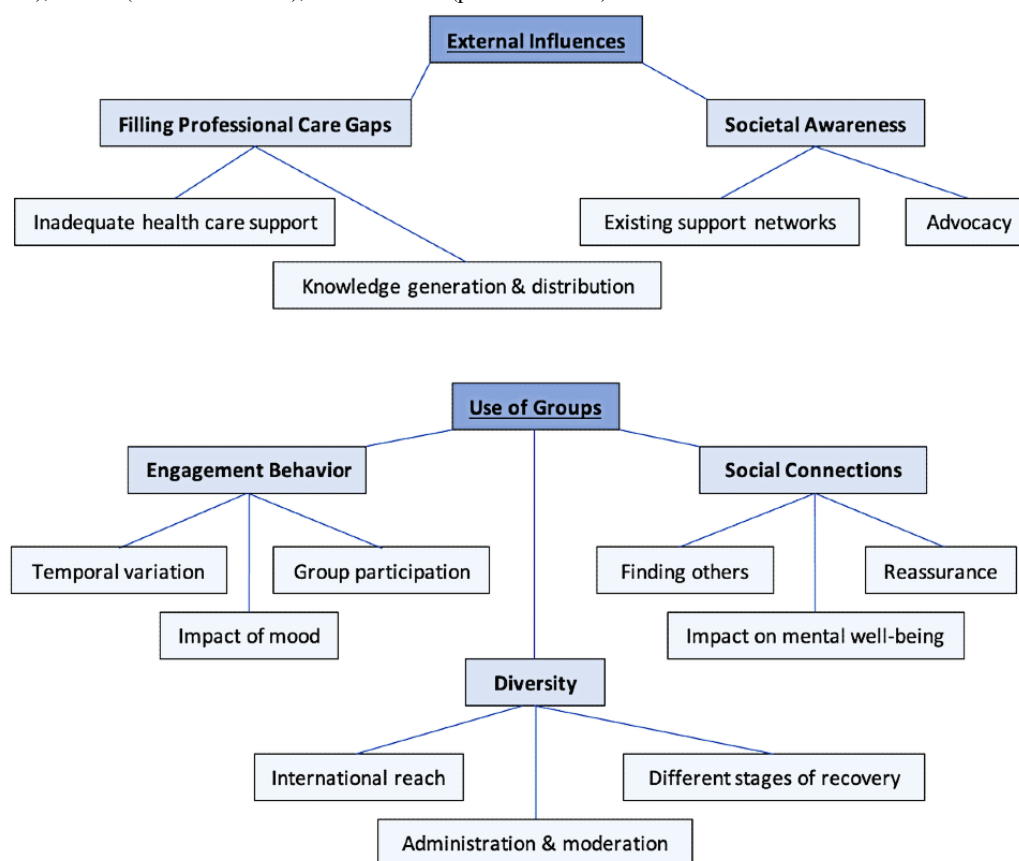 External Influences
Filling Professional Care Gaps
Societal Awareness
Inadequate health care support
Existing support networks
Advocacy
Knowledge generation & distribution
Use of Groups
Engagement Behavior
Social Connections
Temporal variation
Group participation
Finding others
Reassurance
Impact of mood
Impact on mental well-being
Diversity
International reach
Different stages of recovery
Administration & moderation